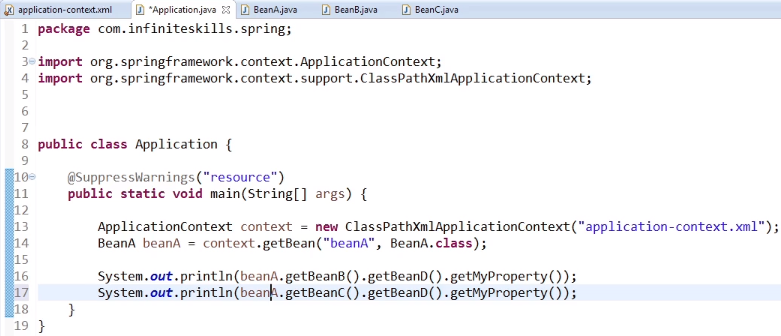 application-context.xml *Application.java BeanA.java BeanB.java BeanC.java
1 package com.infiniteskills.spring;
2
3 import org.springframework.context.ApplicationContext;
4 import org.springframework.context.support.ClassPathXmlApplicationContext;
5
6
7
8 public class Application {
9
10 @SuppressWarnings("resource")
11 public static void main(String[] args) {
12
13 ApplicationContext context = new ClassPathXmlApplicationContext("application-context.xml");
14 BeanA beanA = context.getBean("beanA", BeanA.class);
15
16 System.out.println(beanA.getBeanB().getBeanD().getMyProperty());
17 System.out.println(beanA.getBeanC().getBeanD().getMyProperty());
18 }
19 }